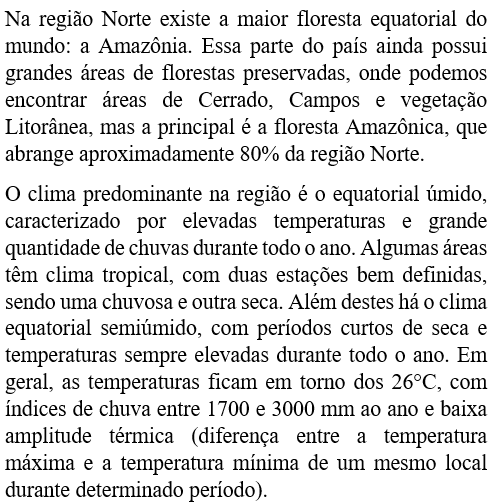 Na região Norte existe a maior floresta equatorial do
mundo: a Amazônia. Essa parte do país ainda possui
grandes áreas de florestas preservadas, onde podemos
encontrar áreas de Cerrado, Campos e vegetação
Litorânea, mas a principal é a floresta Amazônica, que
abrange aproximadamente 80% da região Norte.
O clima predominante na região é o equatorial úmido,
caracterizado por elevadas temperaturas e grande
quantidade de chuvas durante todo o ano. Algumas áreas
têm clima tropical, com duas estações bem definidas,
sendo uma chuvosa e outra seca. Além destes há o clima
equatorial semiúmido, com períodos curtos de seca e
temperaturas sempre elevadas durante todo o ano. Em
geral, as temperaturas ficam em torno dos 26°C, com
índices de chuva entre 1700 e 3000 mm ao ano e baixa
amplitude térmica (diferença entre a temperatura
máxima e a temperatura mínima de um mesmo local
durante determinado período).